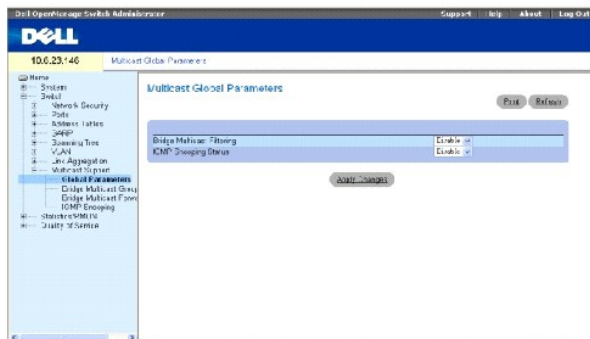 Dell OpenManage Switch Administrator
Support Help About Log Out
DELL
10.6.23.146
Multicast Global Parameters
Home
System
Switch
Network Security
Ports
Address Tables
GARP
Spanning Tree
VLAN
Link Aggregation
Multicast Support
Global Parameters
Bridge Multicast Group
Bridge Multicast Forw
IGMP Snooping
Statistics/RMON
Quality of Service
Multicast Global Parameters
Print Refresh
Bridge Multicast Filtering Disable
IGMP Snooping Status Disable
Apply Changes